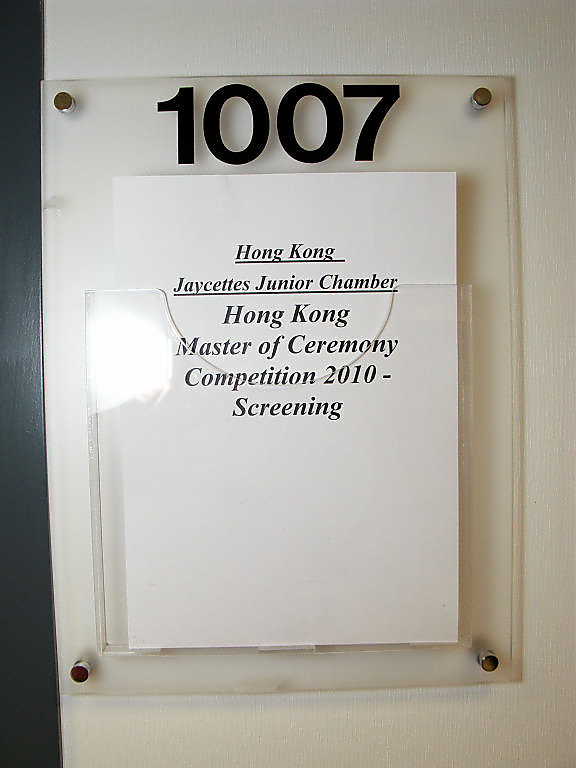 1007
Hong Kong
Jaycettes Junior Chamber
Hong Kong
Master of Ceremony
Competition 2010 -
Screening